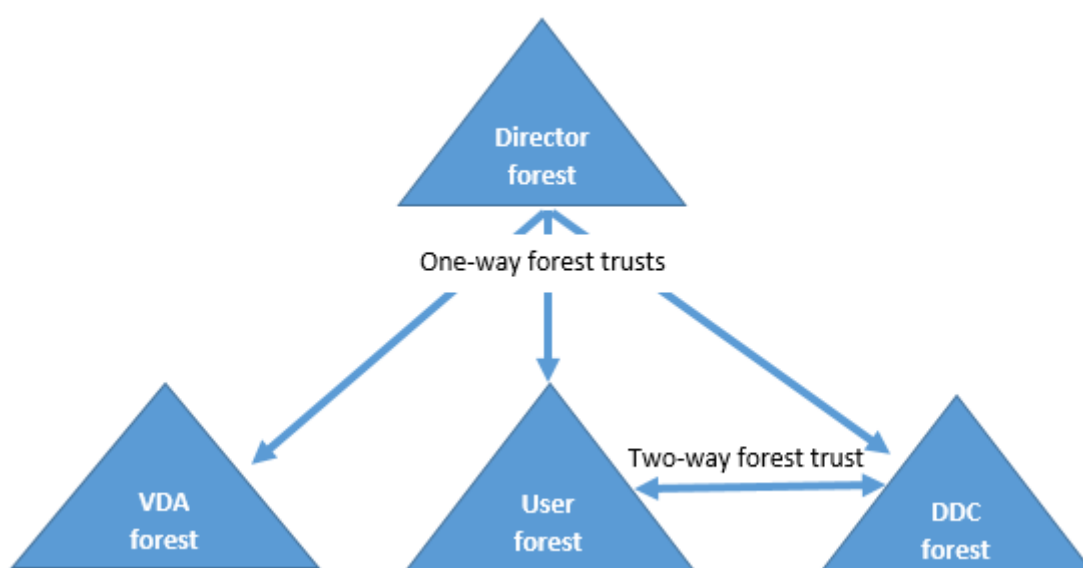 Director
forest
One-way forest trusts
Two-way forest trust
VDA
forest
User
forest
DDC
forest